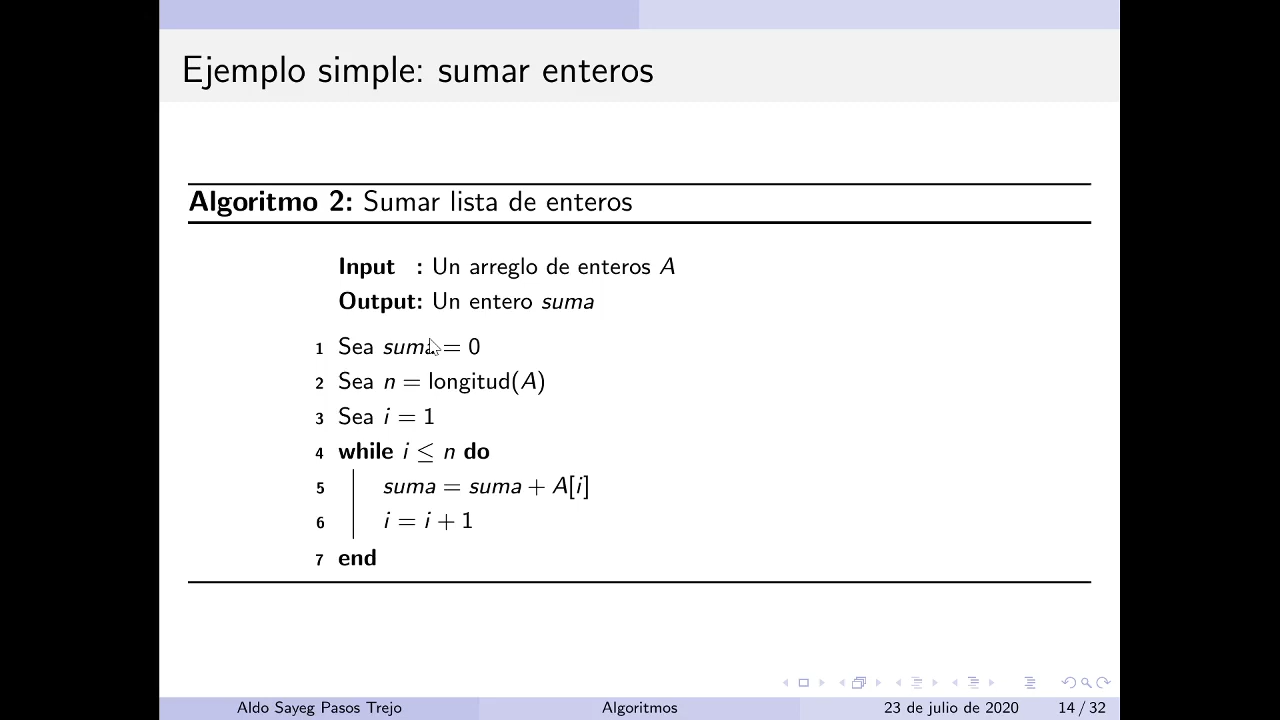 Ejemplo simple: sumar enteros
Algoritmo 2: Sumar lista de enteros
Input : Un arreglo de enteros A
Output: Un entero suma
1 Sea suma = 0
2 Sea n = longitud(A)
3 Sea i = 1
4 while i ≤ n do
5 suma = suma + A[i]
6 i = i + 1
7 end
Aldo Sayeg Pasos Trejo Algoritmos 23 de julio de 2020 14 / 32